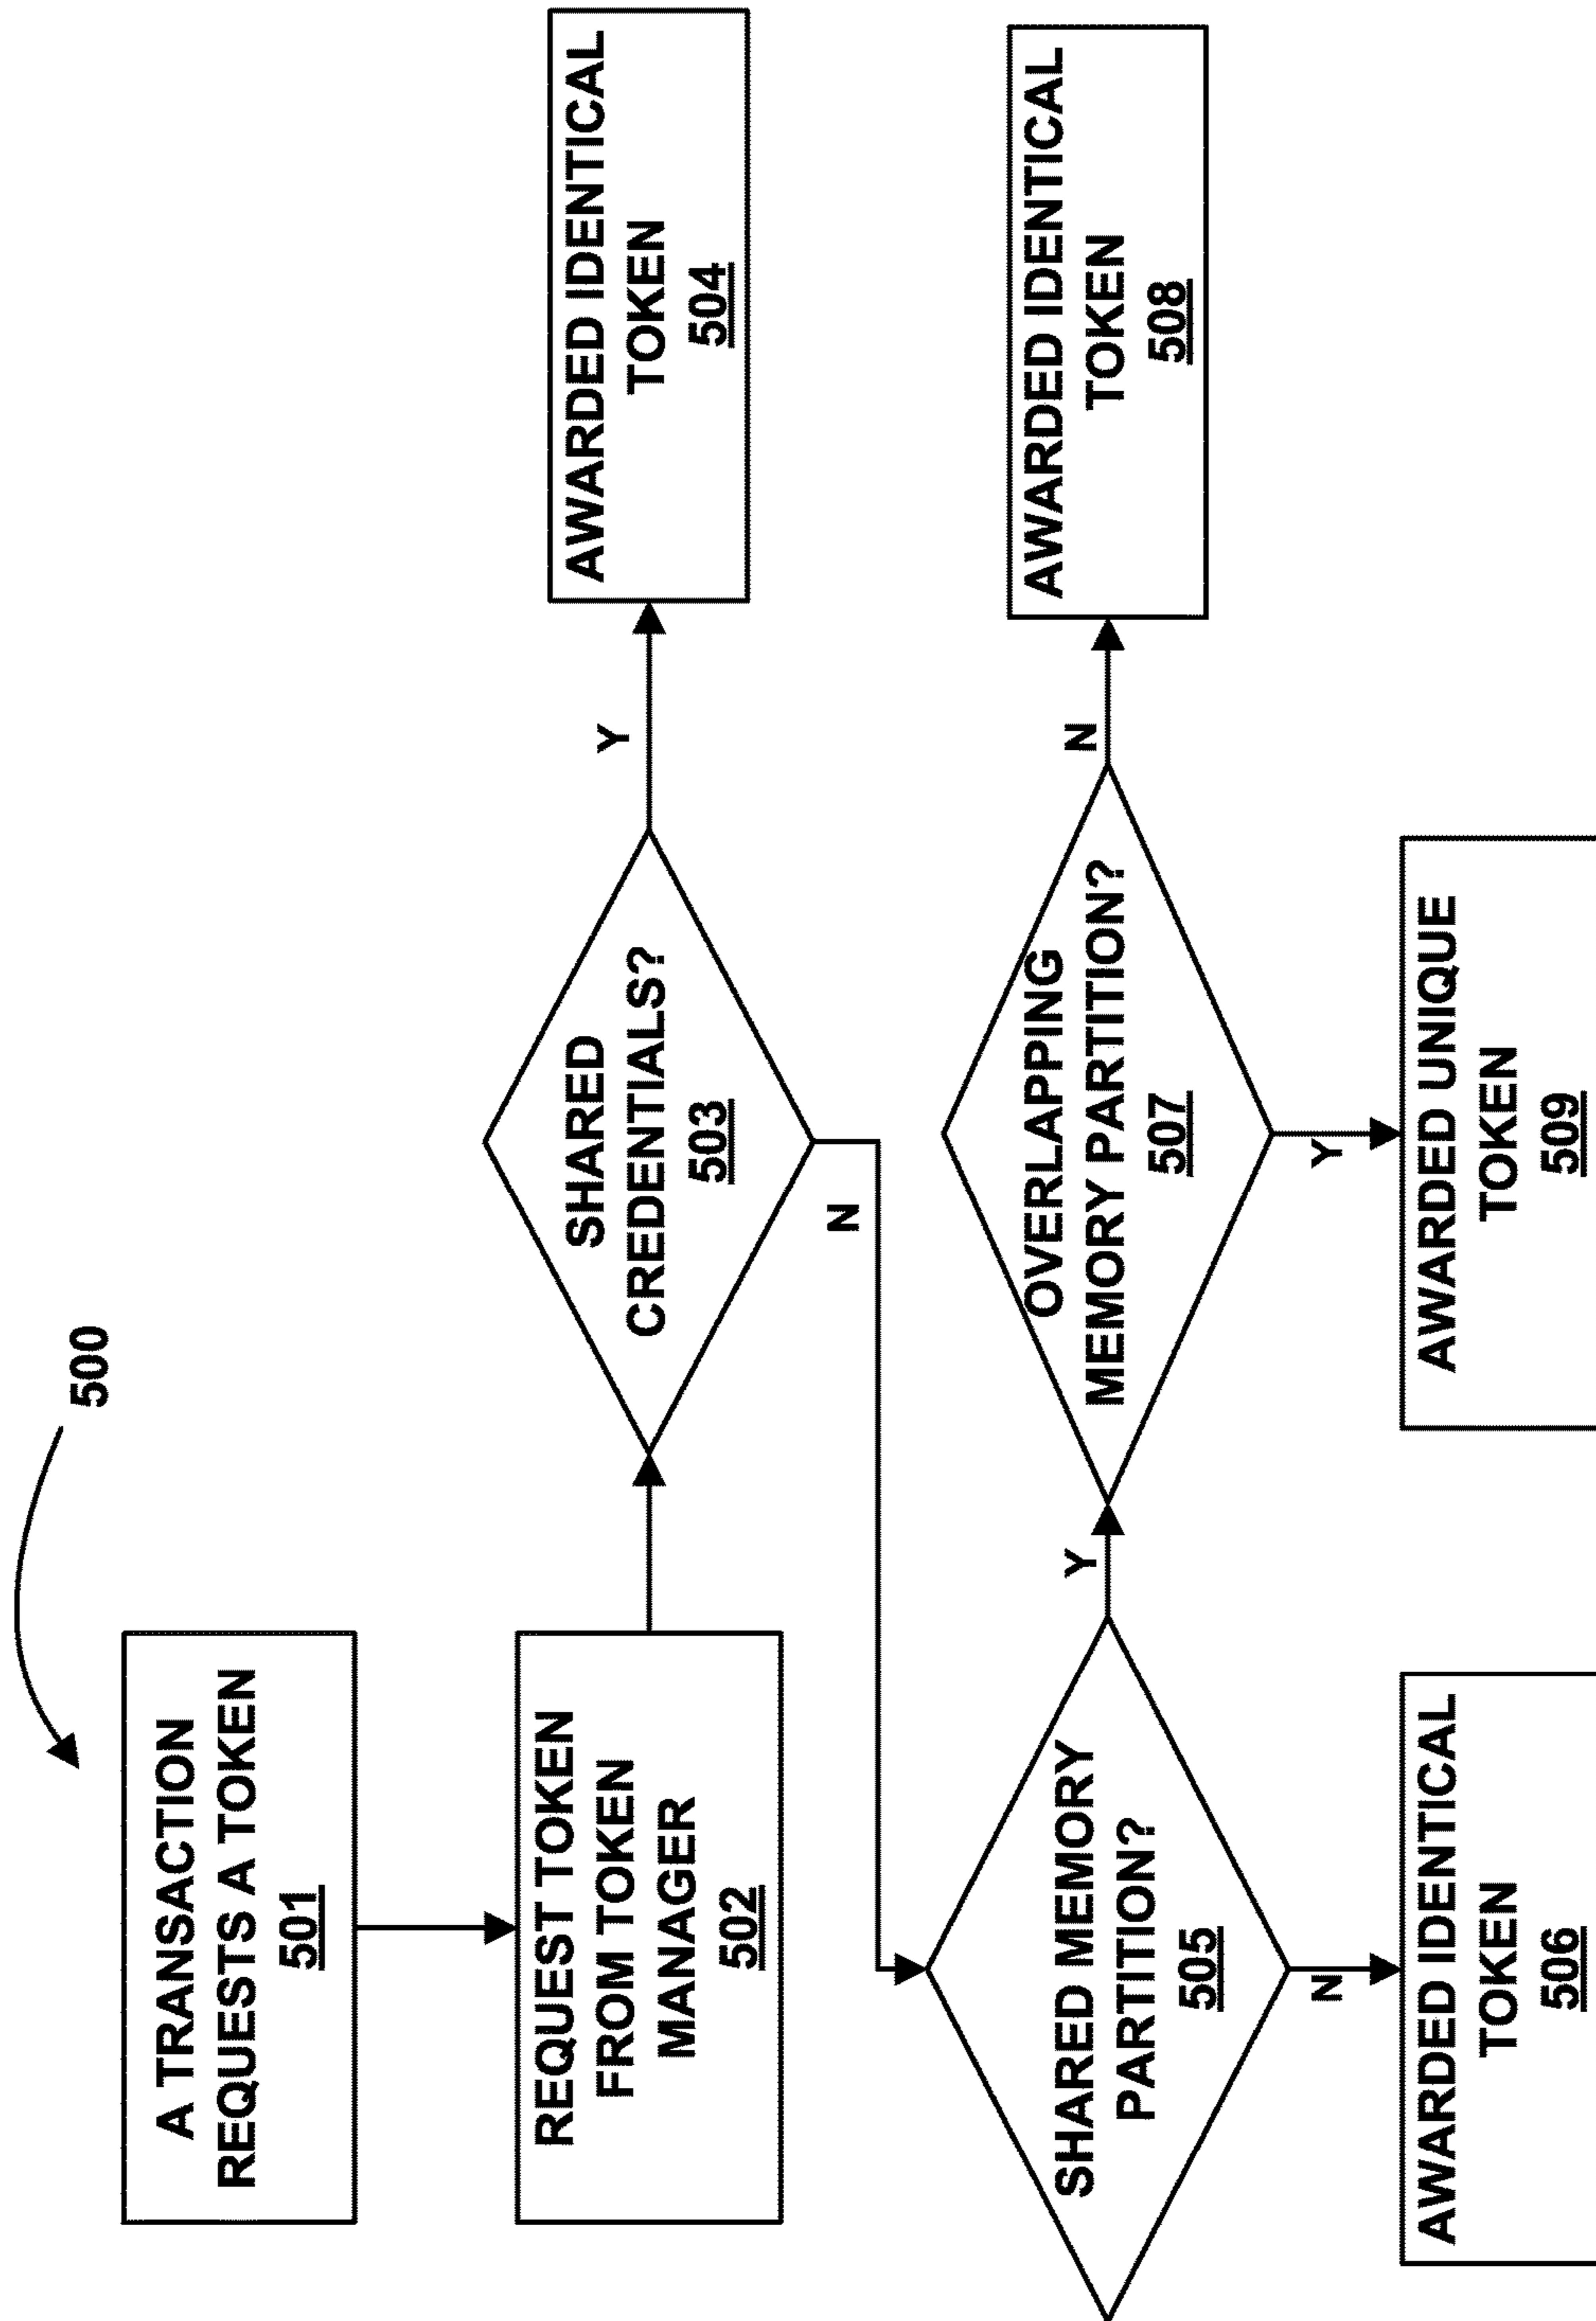 500
A TRANSACTION
REQUESTS A TOKEN
501
REQUEST TOKEN
FROM TOKEN
MANAGER
502
SHARED
CREDENTIALS?
503
Y
AWARDED IDENTICAL
TOKEN
504
N
SHARED MEMORY
PARTITION?
505
Y
OVERLAPPING
MEMORY PARTITION?
507
N
AWARDED IDENTICAL
TOKEN
508
N
AWARDED IDENTICAL
TOKEN
506
Y
AWARDED UNIQUE
TOKEN
509